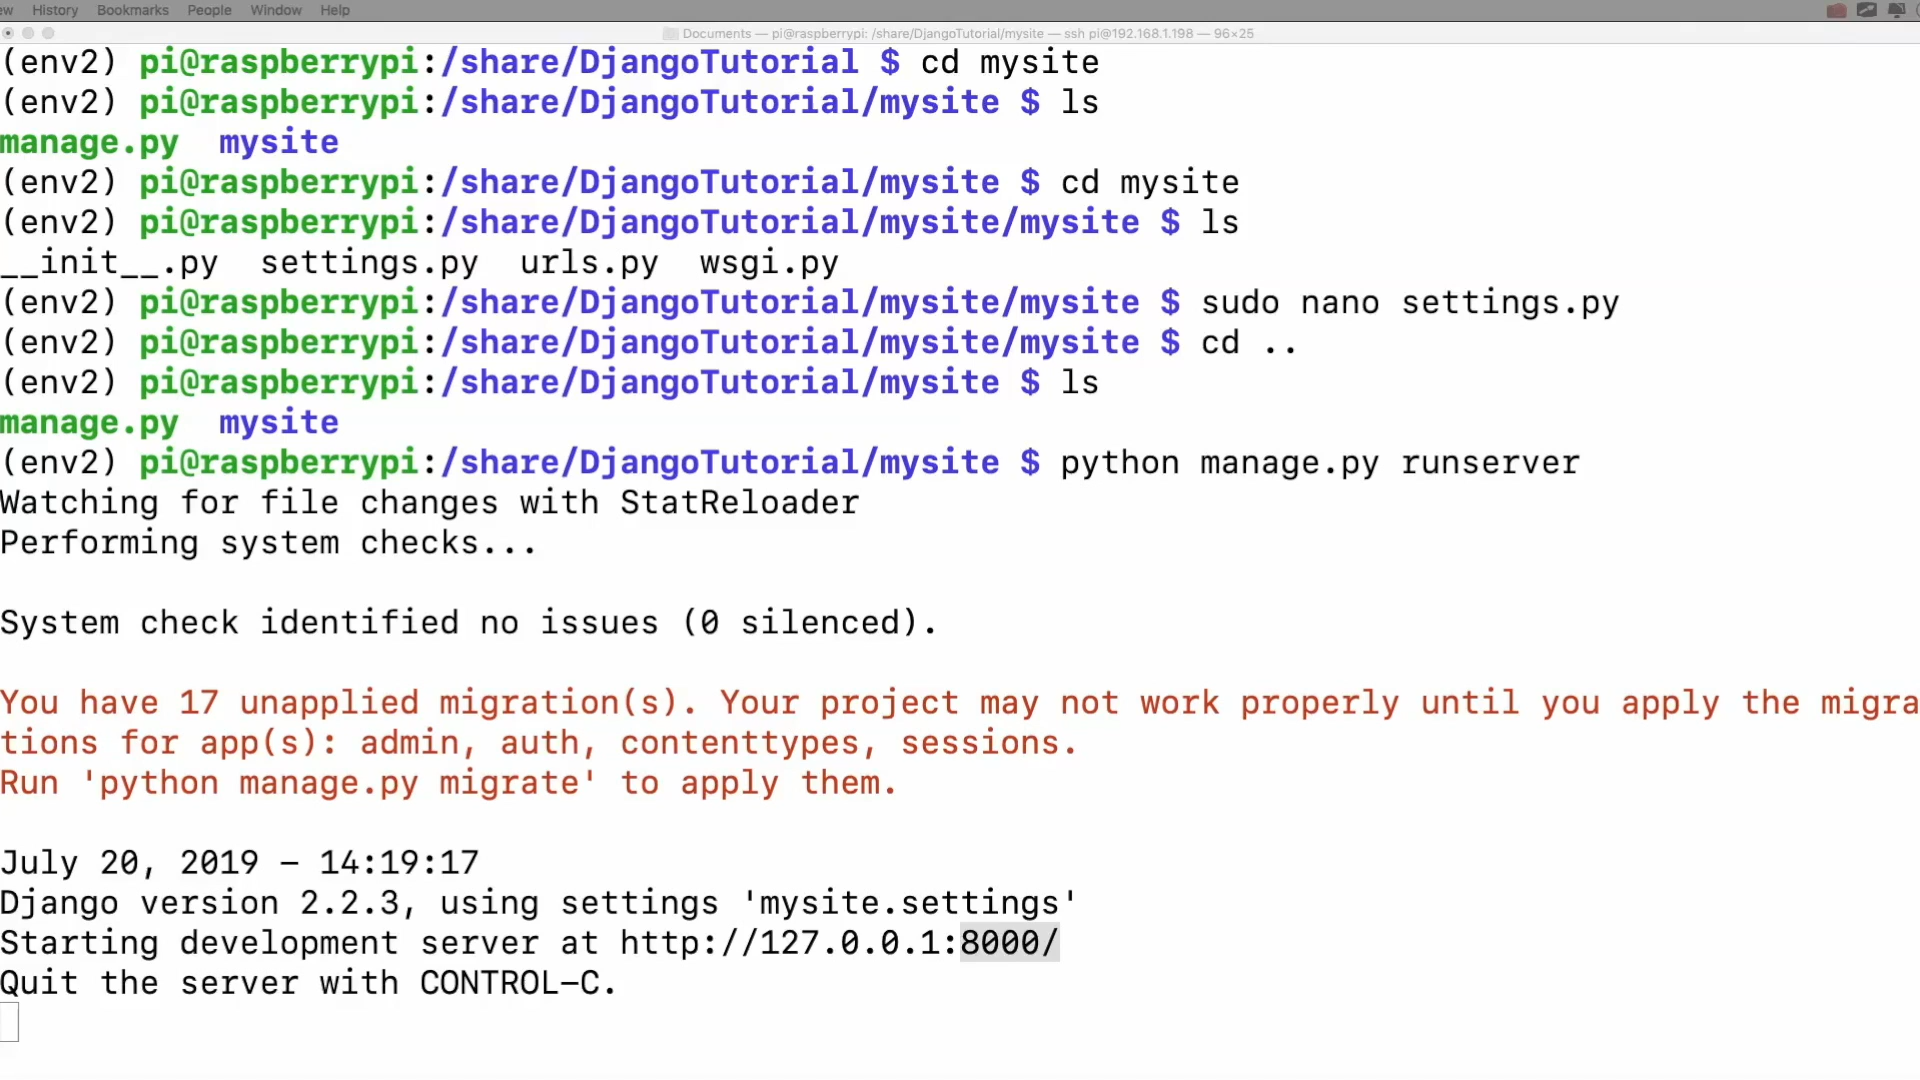 History Bookmarks People Window Help
Documents — pi@raspberrypi: /share/DjangoTutorial/mysite — ssh pi@192.168.1.198 — 96×25
(env2) pi@raspberrypi:/share/DjangoTutorial $ cd mysite
(env2) pi@raspberrypi:/share/DjangoTutorial/mysite $ ls
manage.py  mysite
(env2) pi@raspberrypi:/share/DjangoTutorial/mysite $ cd mysite
(env2) pi@raspberrypi:/share/DjangoTutorial/mysite/mysite $ ls
__init__.py  settings.py  urls.py  wsgi.py
(env2) pi@raspberrypi:/share/DjangoTutorial/mysite/mysite $ sudo nano settings.py
(env2) pi@raspberrypi:/share/DjangoTutorial/mysite/mysite $ cd ..
(env2) pi@raspberrypi:/share/DjangoTutorial/mysite $ ls
manage.py  mysite
(env2) pi@raspberrypi:/share/DjangoTutorial/mysite $ python manage.py runserver
Watching for file changes with StatReloader
Performing system checks...
System check identified no issues (0 silenced).
You have 17 unapplied migration(s). Your project may not work properly until you apply the migra
tions for app(s): admin, auth, contenttypes, sessions.
Run 'python manage.py migrate' to apply them.
July 20, 2019 - 14:19:17
Django version 2.2.3, using settings 'mysite.settings'
Starting development server at http://127.0.0.1:8000/
Quit the server with CONTROL-C.